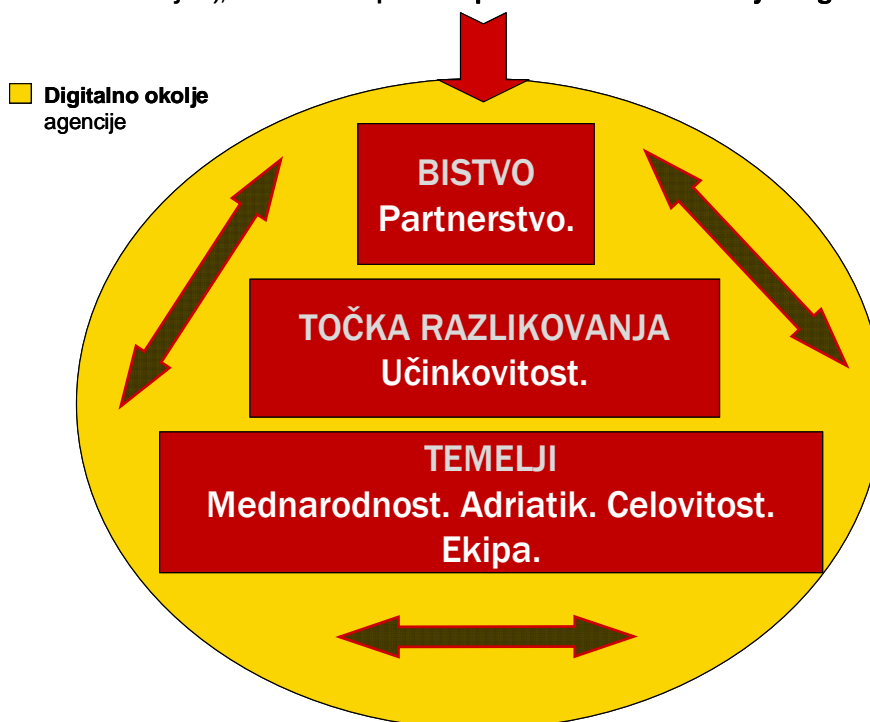 Digitalno okolje
agencije
BISTVO
Partnerstvo.
TOČKA RAZLIKOVANJA
Učinkovitost.
TEMELJI
Mednarodnost. Adriatik. Celovitost.
Ekipa.